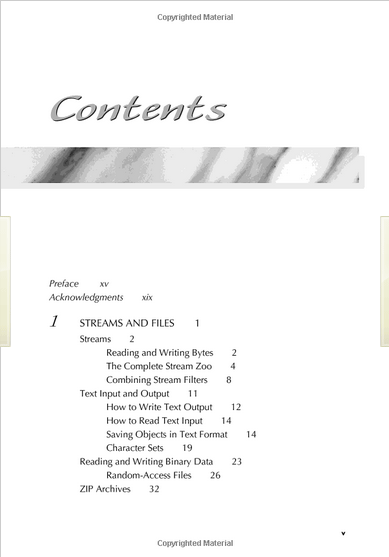 Copyrighted Material
Contents
Preface xv
Acknowledgments xix
1 STREAMS AND FILES 1
Streams 2
Reading and Writing Bytes 2
The Complete Stream Zoo 4
Combining Stream Filters 8
Text Input and Output 11
How to Write Text Output 12
How to Read Text Input 14
Saving Objects in Text Format 14
Character Sets 19
Reading and Writing Binary Data 23
Random-Access Files 26
ZIP Archives 32
v
Copyrighted Material